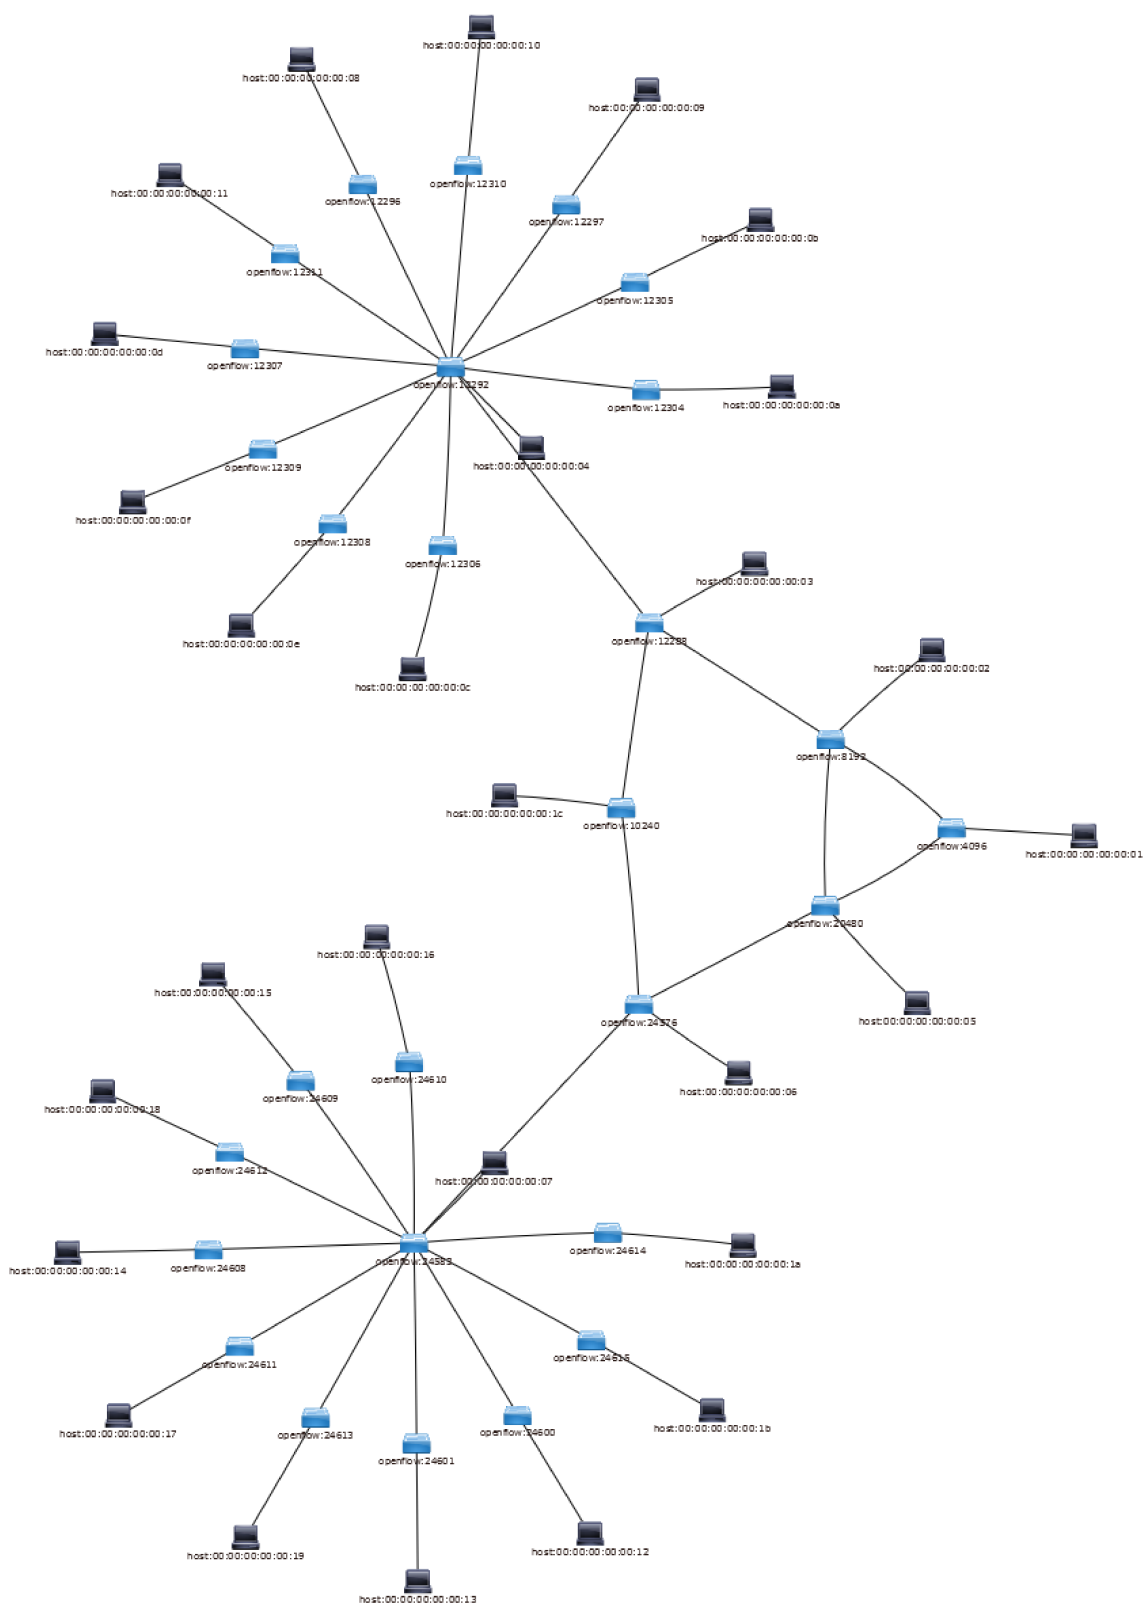 host:00:00:00:00:00:10
host:00:00:00:00:00:08
host:00:00:00:00:00:09
openflow:12310
host:00:00:00:00:00:11
openflow:12296
openflow:12297
host:00:00:00:00:00:0b
openflow:12311
openflow:12305
host:00:00:00:00:00:0d
openflow:12307
openflow:12292
openflow:12304
host:00:00:00:00:00:0a
openflow:12309
host:00:00:00:00:00:04
host:00:00:00:00:00:0f
openflow:12308
openflow:12306
host:00:00:00:00:00:03
host:00:00:00:00:00:0e
openflow:12288
host:00:00:00:00:00:02
host:00:00:00:00:00:0c
openflow:8192
host:00:00:00:00:00:1c
openflow:10240
openflow:4096
host:00:00:00:00:00:01
openflow:20480
host:00:00:00:00:00:16
host:00:00:00:00:00:15
openflow:24576
host:00:00:00:00:00:05
openflow:24610
host:00:00:00:00:00:06
openflow:24609
host:00:00:00:00:00:18
openflow:24612
host:00:00:00:00:00:07
openflow:24614
openflow:24583
host:00:00:00:00:00:1a
openflow:24608
host:00:00:00:00:00:14
openflow:24615
openflow:24611
host:00:00:00:00:00:1b
host:00:00:00:00:00:17
openflow:24613
openflow:24600
openflow:24601
host:00:00:00:00:00:12
host:00:00:00:00:00:19
host:00:00:00:00:00:13